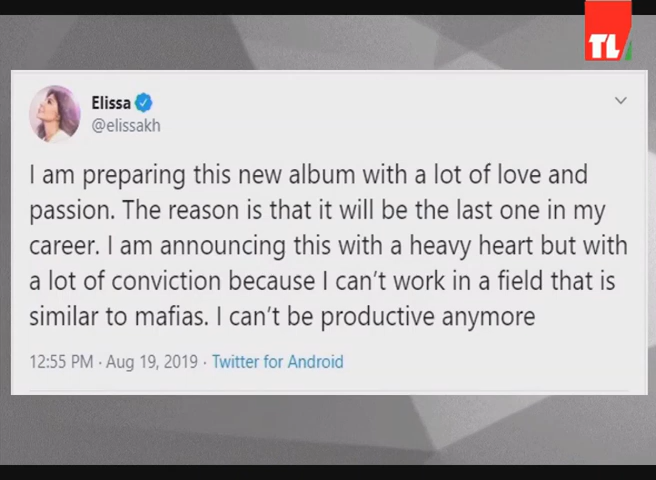 TL
Elissa
@elissakh
I am preparing this new album with a lot of love and
passion. The reason is that it will be the last one in my
career. I am announcing this with a heavy heart but with
a lot of conviction because I can't work in a field that is
similar to mafias. I can't be productive anymore
12:55 PM · Aug 19, 2019 · Twitter for Android